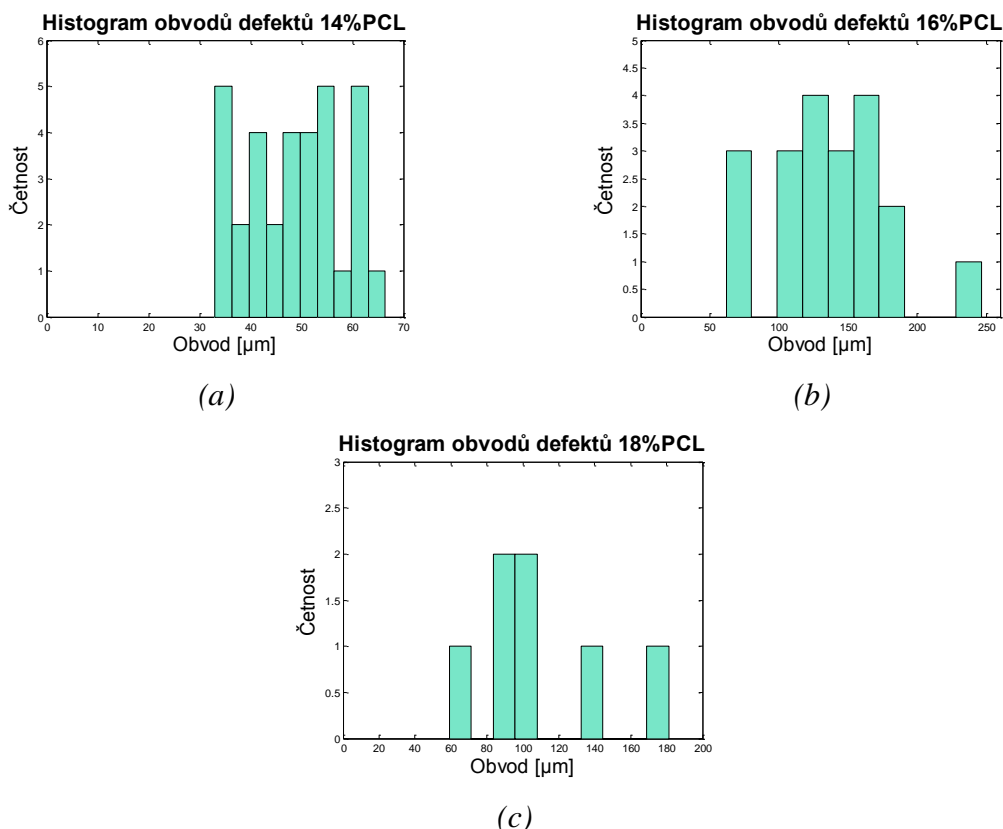 Histogram obvodů defektů 14%PCL
6
5
4
3
2
1
0
0 10 20 30 40 50 60 70
Četnost
Obvod [µm]
(a)
Histogram obvodů defektů 16%PCL
5
4.5
4
3.5
3
2.5
2
1.5
1
0.5
0
0 50 100 150 200 250
Četnost
Obvod [µm]
(b)
Histogram obvodů defektů 18%PCL
3
2.5
2
1.5
1
0.5
0
0 20 40 60 80 100 120 140 160 180 200
Četnost
Obvod [µm]
(c)